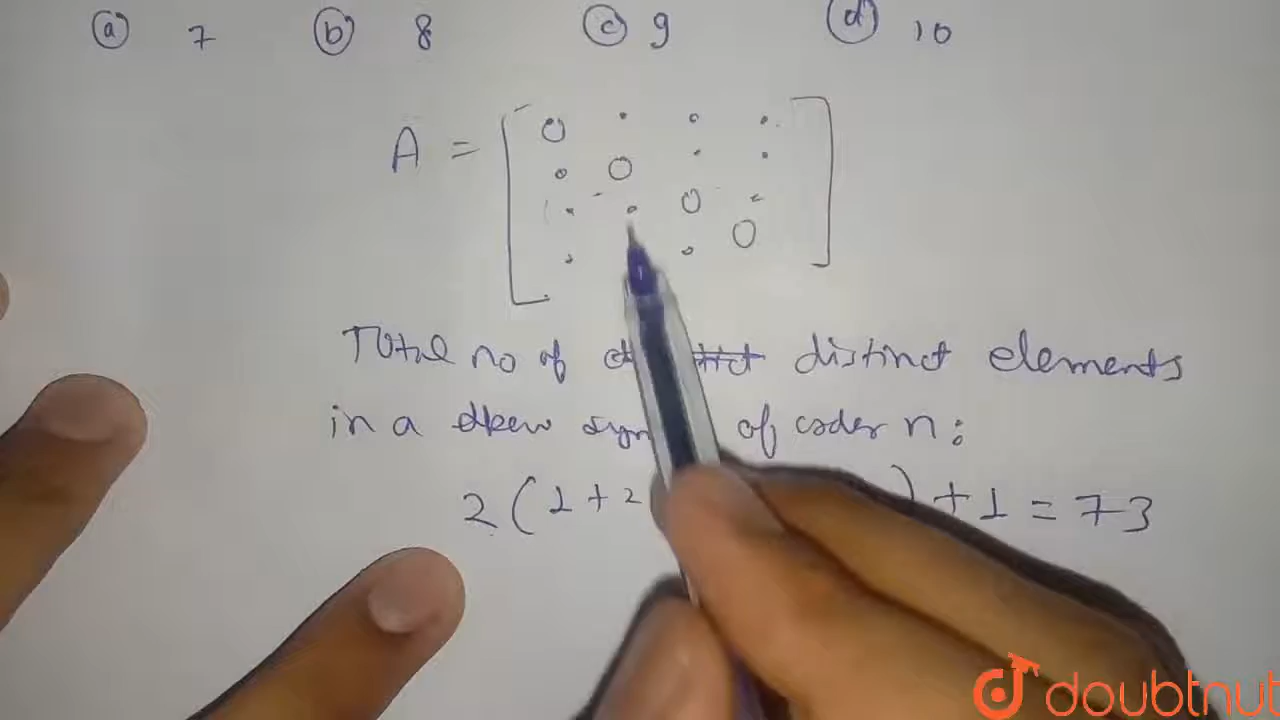 (a) 7 (b) 8 (c) 9 (d) 10
A = [ 0 . . .
. 0 . .
. . 0 .
. . 0 ]
Total no of distinct elements
in a skew of order n:
2 ( 1 + 2 ) + 1 = 73
doubtnut